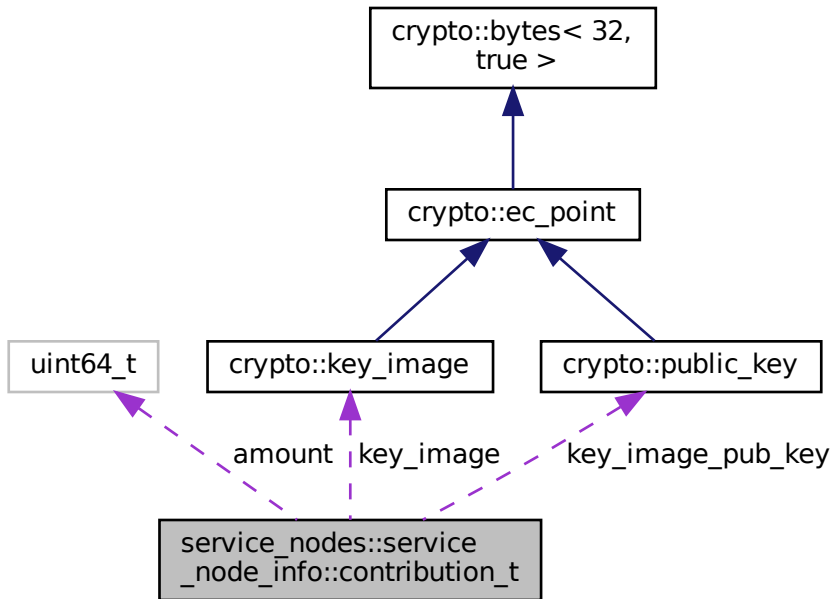 crypto::bytes< 32,
true >
crypto::ec_point
uint64_t
crypto::key_image
crypto::public_key
amount
key_image
key_image_pub_key
service_nodes::service
_node_info::contribution_t